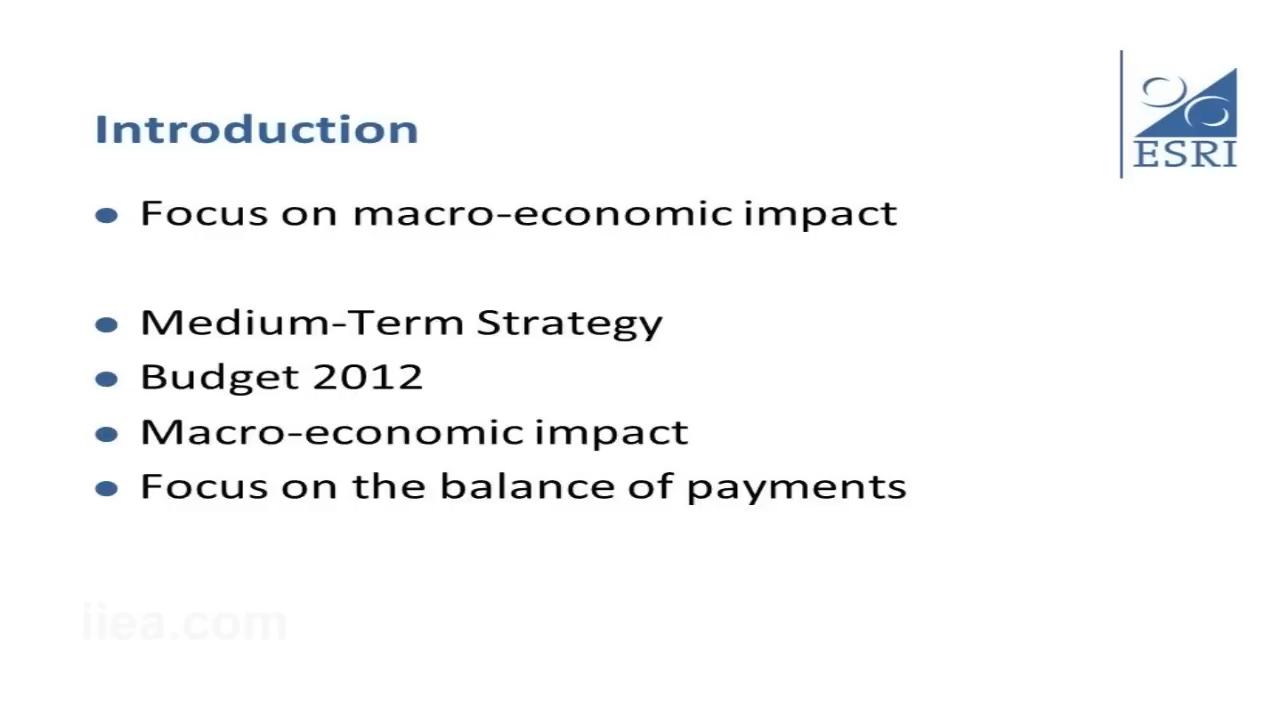 Introduction
ESRI
Focus on macro-economic impact
Medium-Term Strategy
Budget 2012
Macro-economic impact
Focus on the balance of payments
iiea.com